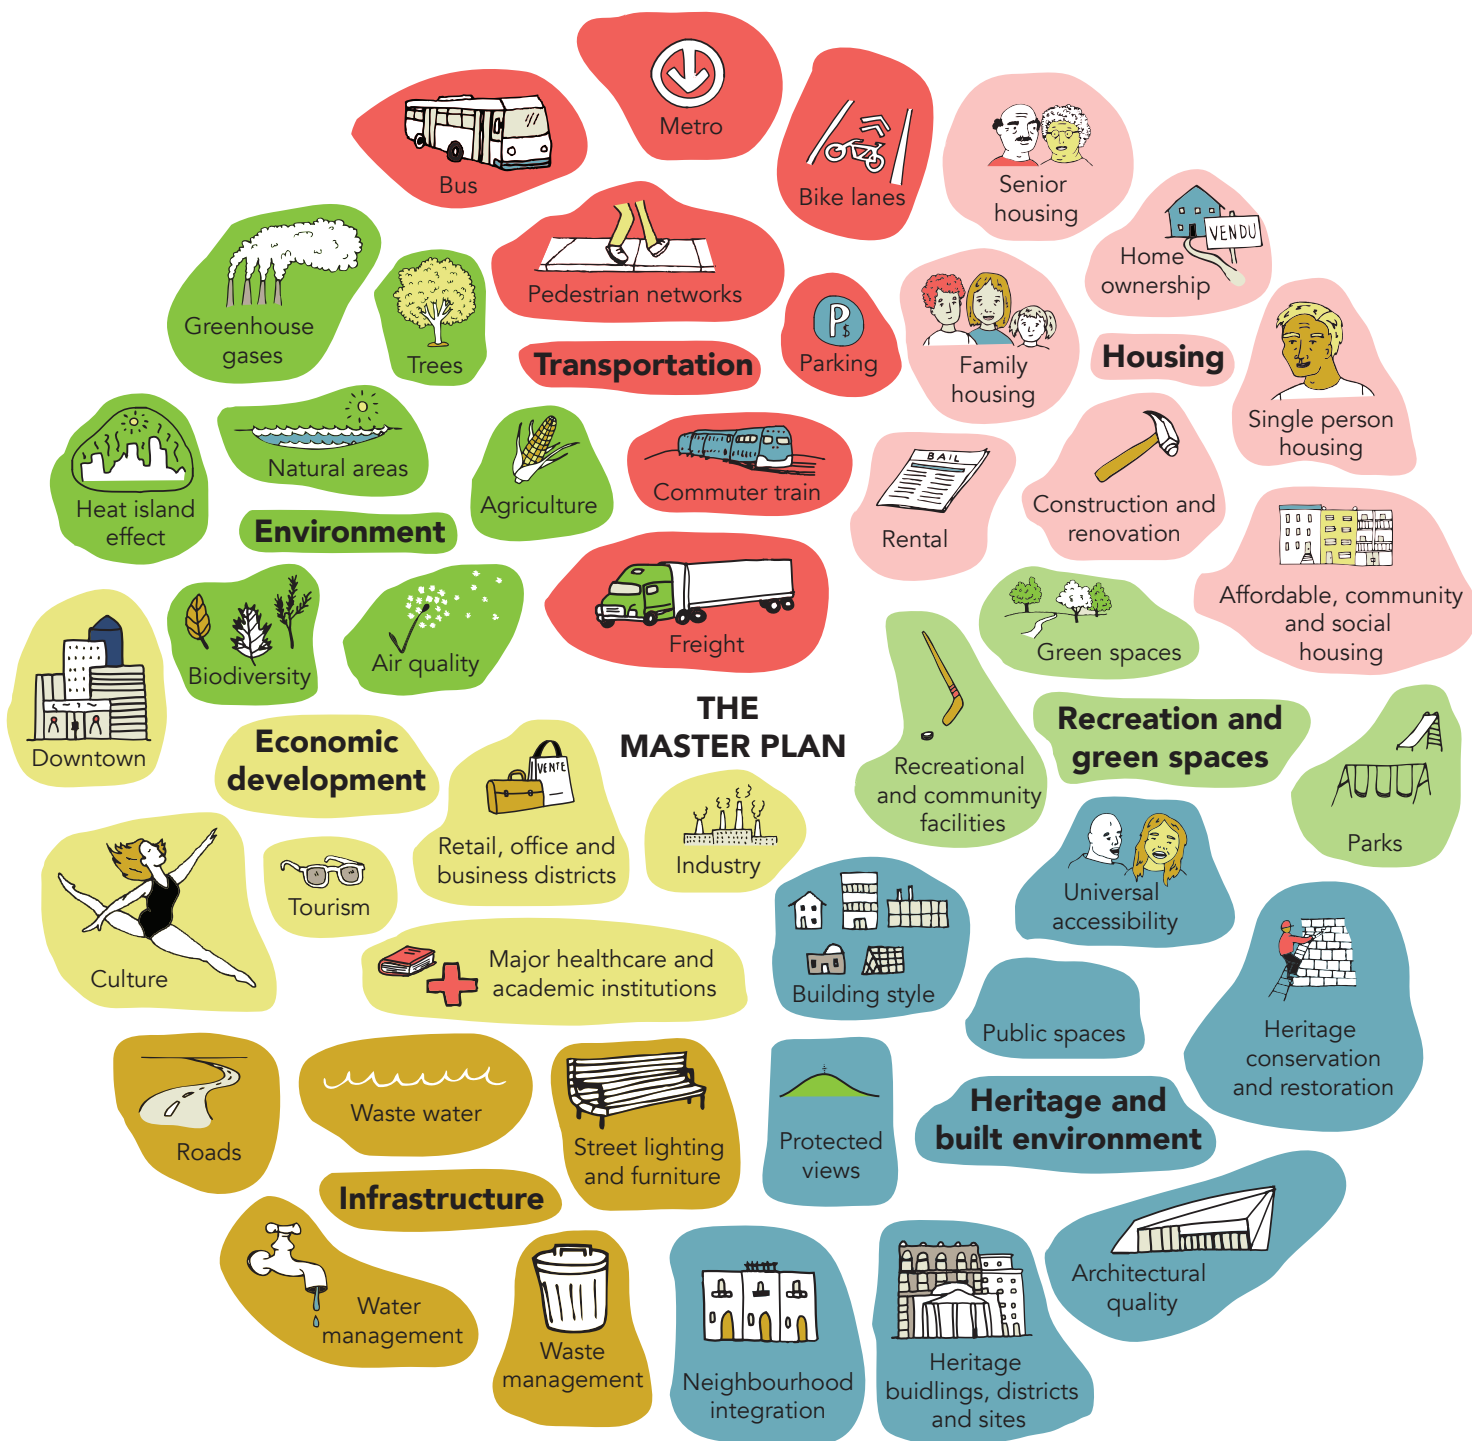 Metro
Bus
Bike lanes
Senior
housing
VENDU
Home
ownership
Pedestrian networks
Greenhouse
gases
Trees
Transportation
P
$
Parking
Family
housing
Housing
Single person
housing
Natural areas
Heat island
effect
Environment
Agriculture
Commuter train
BAIL
Rental
Construction and
renovation
Affordable, community
and social
housing
Freight
Green spaces
Biodiversity
Air quality
Downtown
THE
MASTER PLAN
Economic
development
VENTE
Retail, office and
business districts
Industry
Recreational
and community
facilities
Recreation and
green spaces
Parks
Culture
Tourism
Major healthcare and
academic institutions
Building style
Universal
accessibility
Public spaces
Heritage
conservation
and restoration
Roads
Waste water
Street lighting
and furniture
Protected
views
Heritage and
built environment
Infrastructure
Water
management
Waste
management
Neighbourhood
integration
Heritage
buidlings, districts
and sites
Architectural
quality